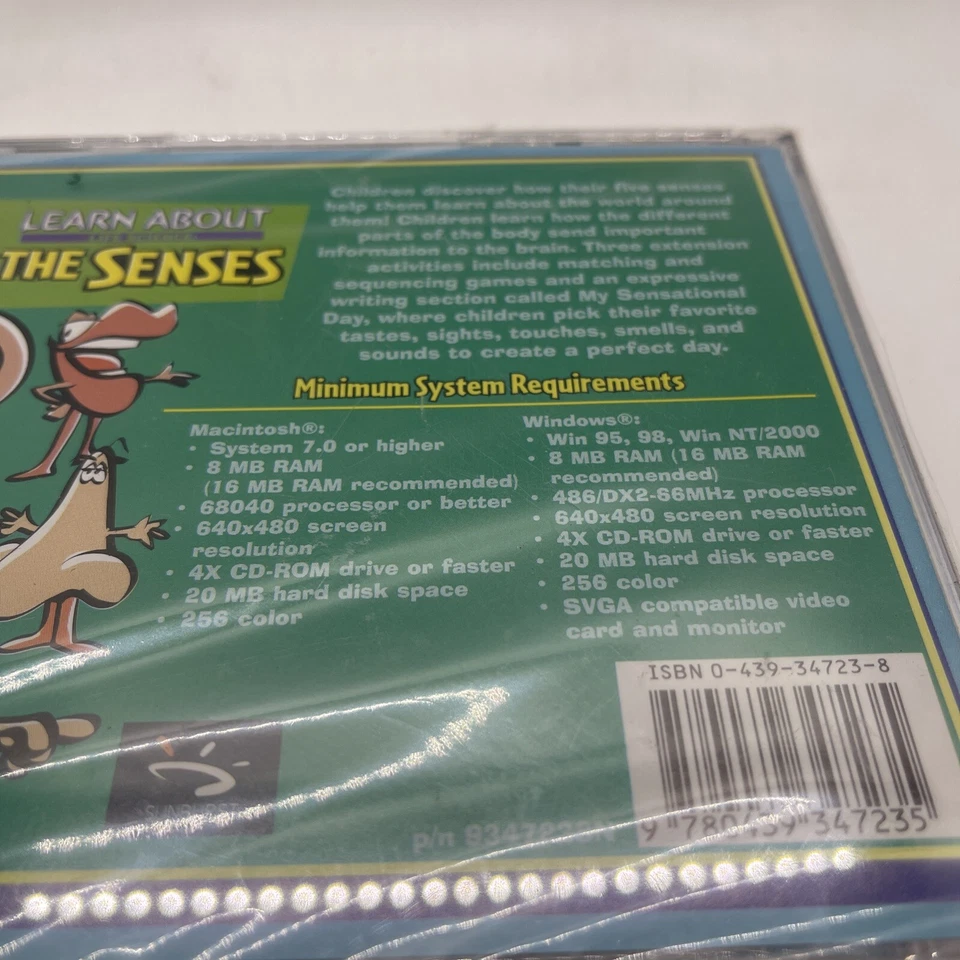 LEARN ABOUT
LIFE SCIENCE
THE SENSES
Children discover how their five senses
help them learn about the world around
them! Children learn how the different
parts of the body send important
information to the brain. Three extension
activities include matching and
sequencing games and an expressive
writing section called My Sensational
Day, where children pick their favorite
tastes, sights, touches, smells, and
sounds to create a perfect day.
Minimum System Requirements
Macintosh®:
• System 7.0 or higher
• 8 MB RAM
(16 MB RAM recommended)
• 68040 processor or better
• 640x480 screen
resolution
• 4X CD-ROM drive or faster
• 20 MB hard disk space
• 256 color
Windows®:
• Win 95, 98, Win NT/2000
• 8 MB RAM (16 MB RAM
recommended)
• 486/DX2-66MHz processor
• 640x480 screen resolution
• 4X CD-ROM drive or faster
• 20 MB hard disk space
• 256 color
• SVGA compatible video
card and monitor
SUNBURST
p/n
ISBN 0-439-34723-8
9 780439 347235